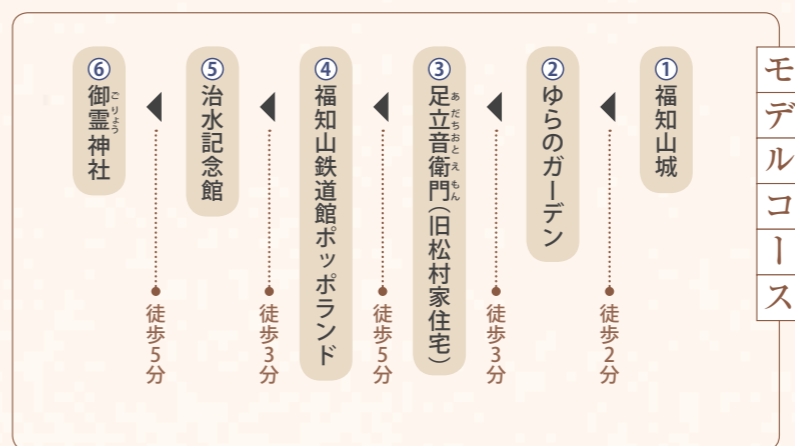 モデルコース
①福知山城
徒歩2分
②ゆらのガーデン
徒歩3分
③足立音衛門(旧松村家住宅)
あだちおとえもん
徒歩5分
④福知山鉄道館ポッポランド
徒歩3分
⑤治水記念館
徒歩5分
⑥御霊神社
ごりょう